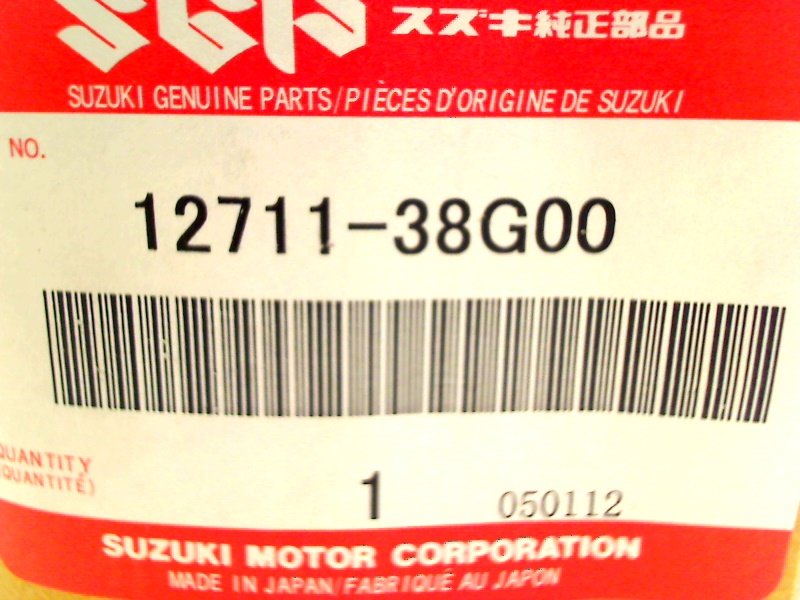 SGP スズキ純正部品
SUZUKI GENUINE PARTS/PIÈCES D'ORIGINE DE SUZUKI
NO.
12711-38G00
QUANTITY
(QUANTITÉ)
1
050112
SUZUKI MOTOR CORPORATION
MADE IN JAPAN/FABRIQUÉ AU JAPON